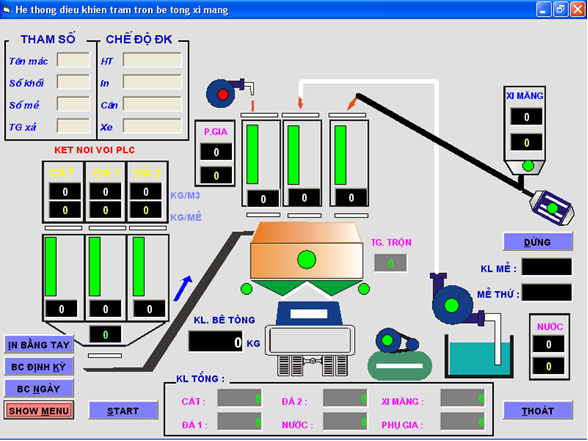 He thong dieu khien tram tron be tong xi mang
THAM SỐ
CHẾ ĐỘ ĐK
Tên mác
HT
Số khối
In
Số mẻ
Cân
TG xả
Xe
KET NOI VOI PLC
CÁT
ĐÁ 1
ĐÁ 2
0 0 0
KG/M3
0 0 0
KG/MẺ
0 0 0
0
P.GIA
0
0
0 0 0
XI MĂNG
0
0
TG. TRỘN
0
DỪNG
KL MẺ :
MẺ THỨ :
KL. BÊ TÔNG
0 KG
NƯỚC
0
0
IN BẰNG TAY
BC ĐỊNH KỲ
BC NGÀY
SHOW MENU
START
KL TỔNG :
CÁT : 0
ĐÁ 2 : 0
XI MĂNG : 0
ĐÁ 1 : 0
NƯỚC : 0
PHỤ GIA : 0
THOÁT